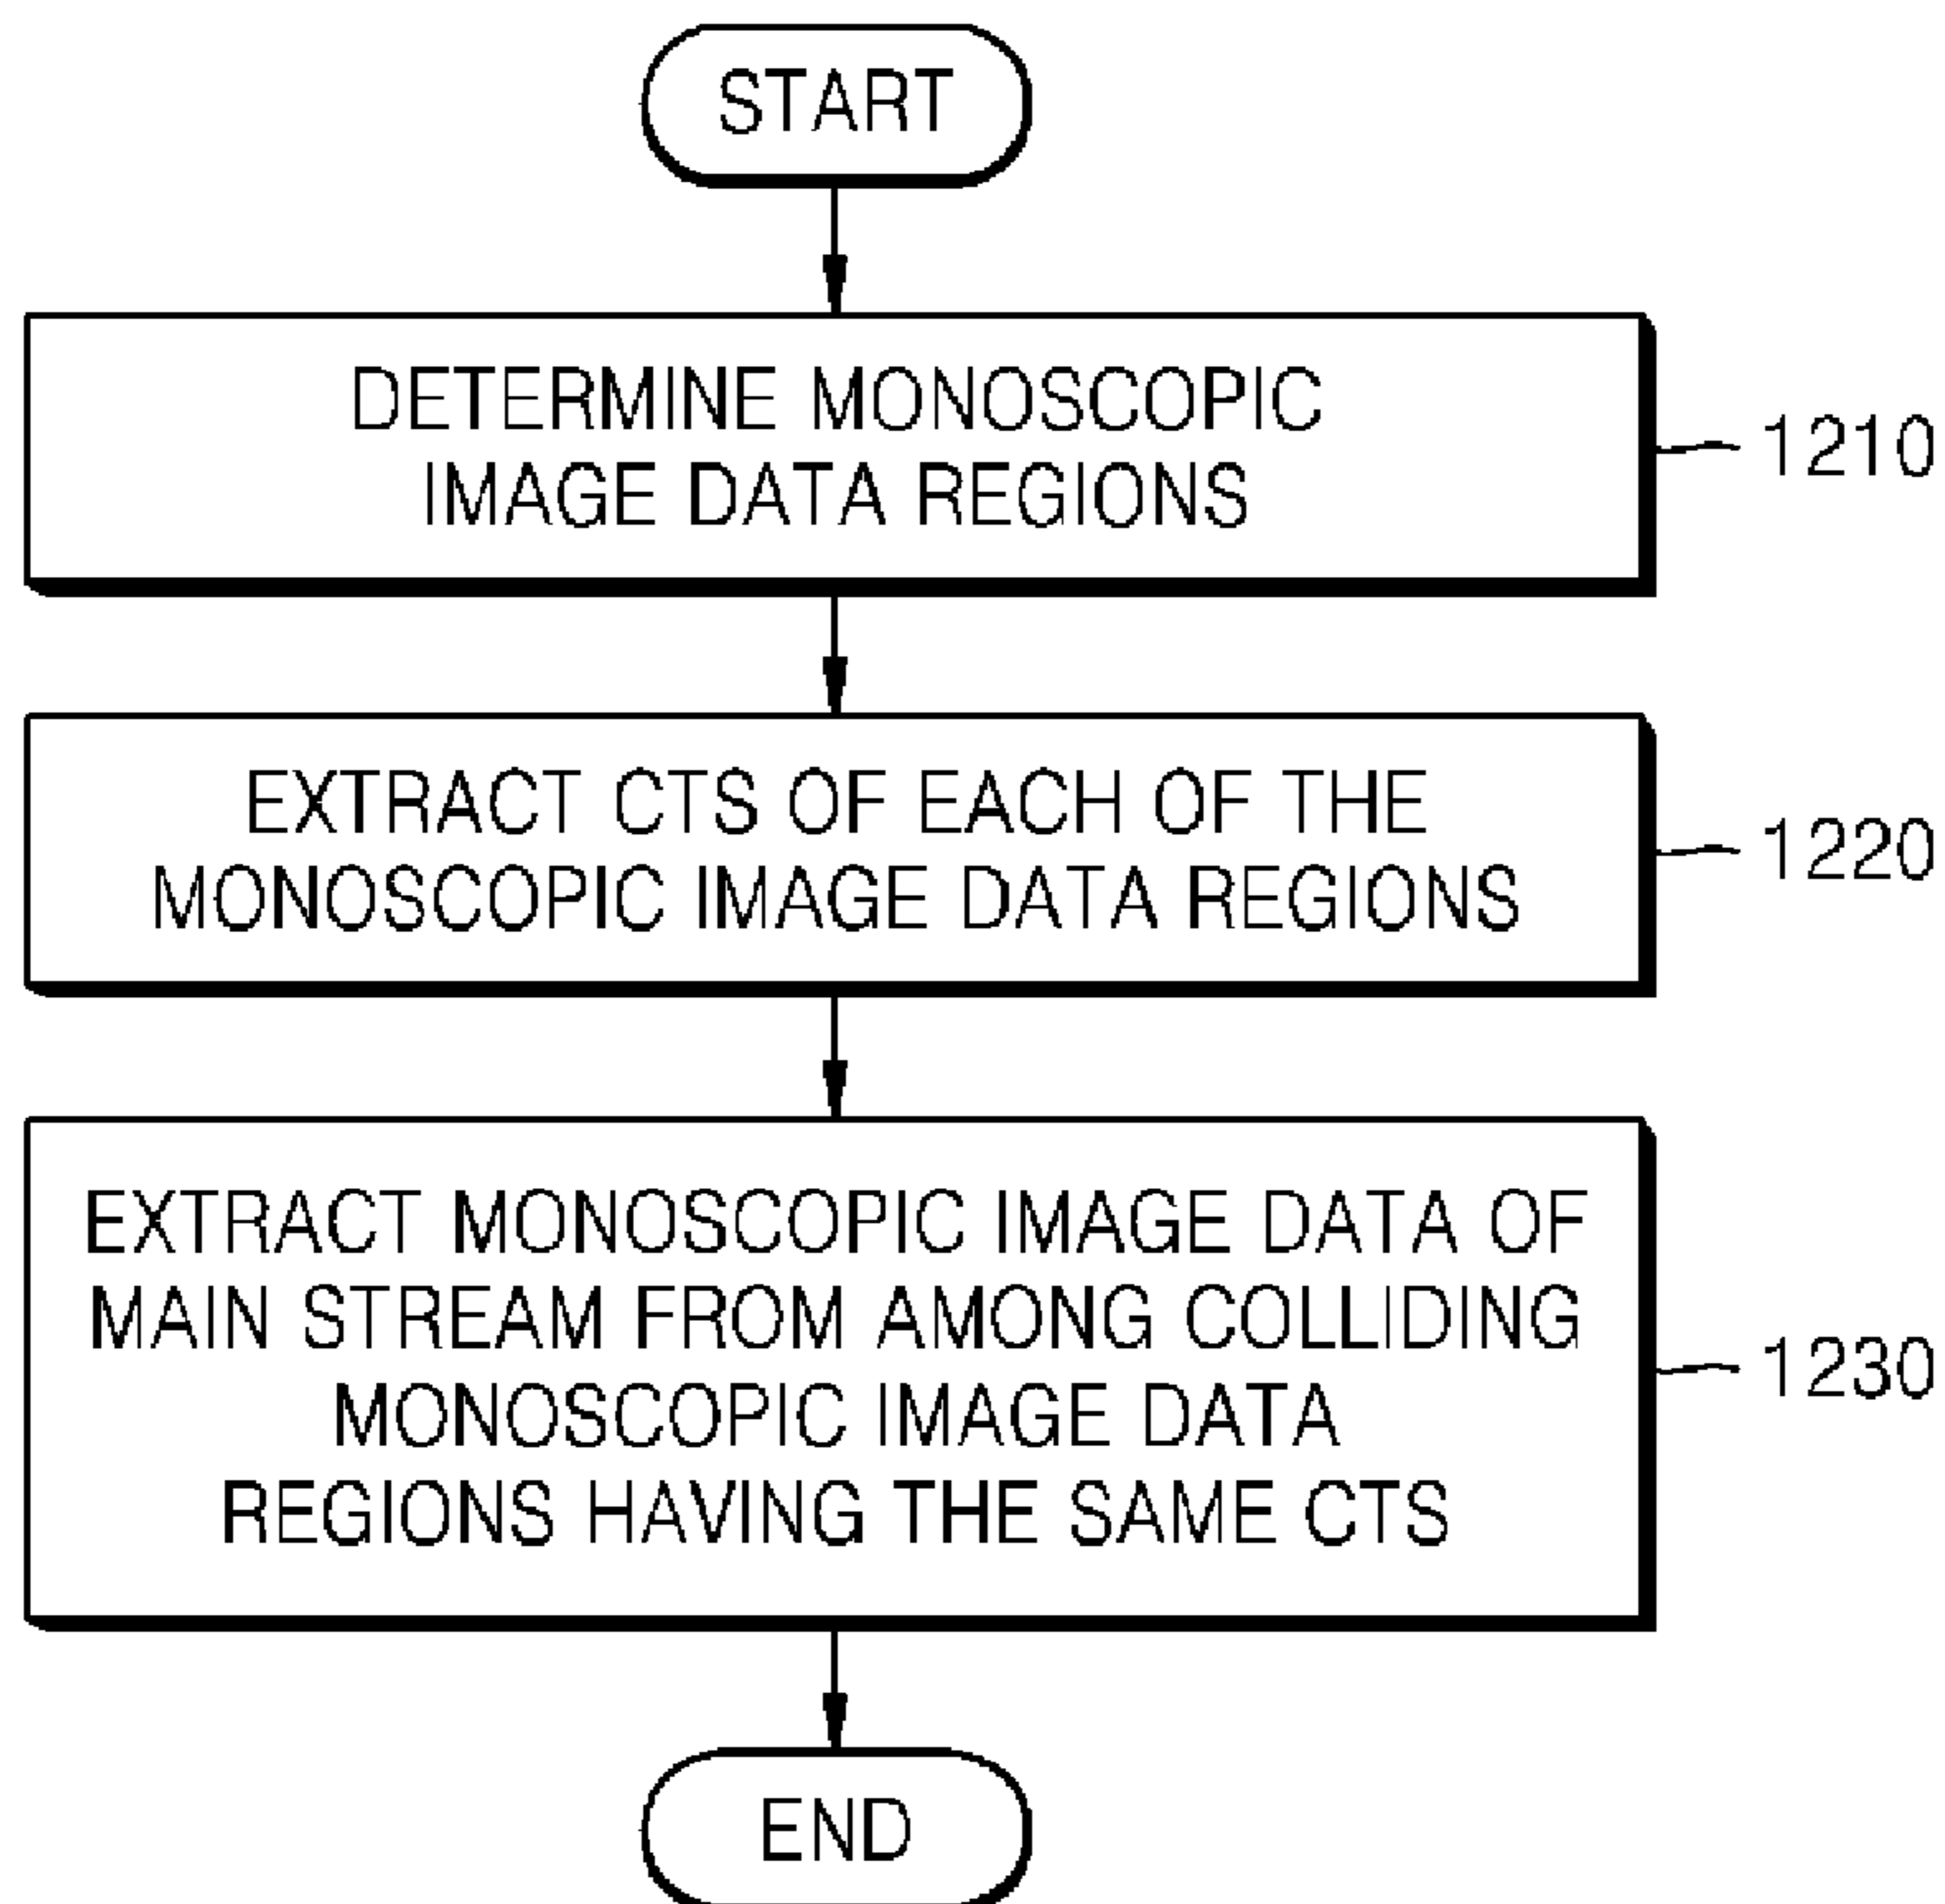 START
DETERMINE MONOSCOPIC
IMAGE DATA REGIONS
1210
EXTRACT CTS OF EACH OF THE
MONOSCOPIC IMAGE DATA REGIONS
1220
EXTRACT MONOSCOPIC IMAGE DATA OF
MAIN STREAM FROM AMONG COLLIDING
MONOSCOPIC IMAGE DATA
REGIONS HAVING THE SAME CTS
1230
END